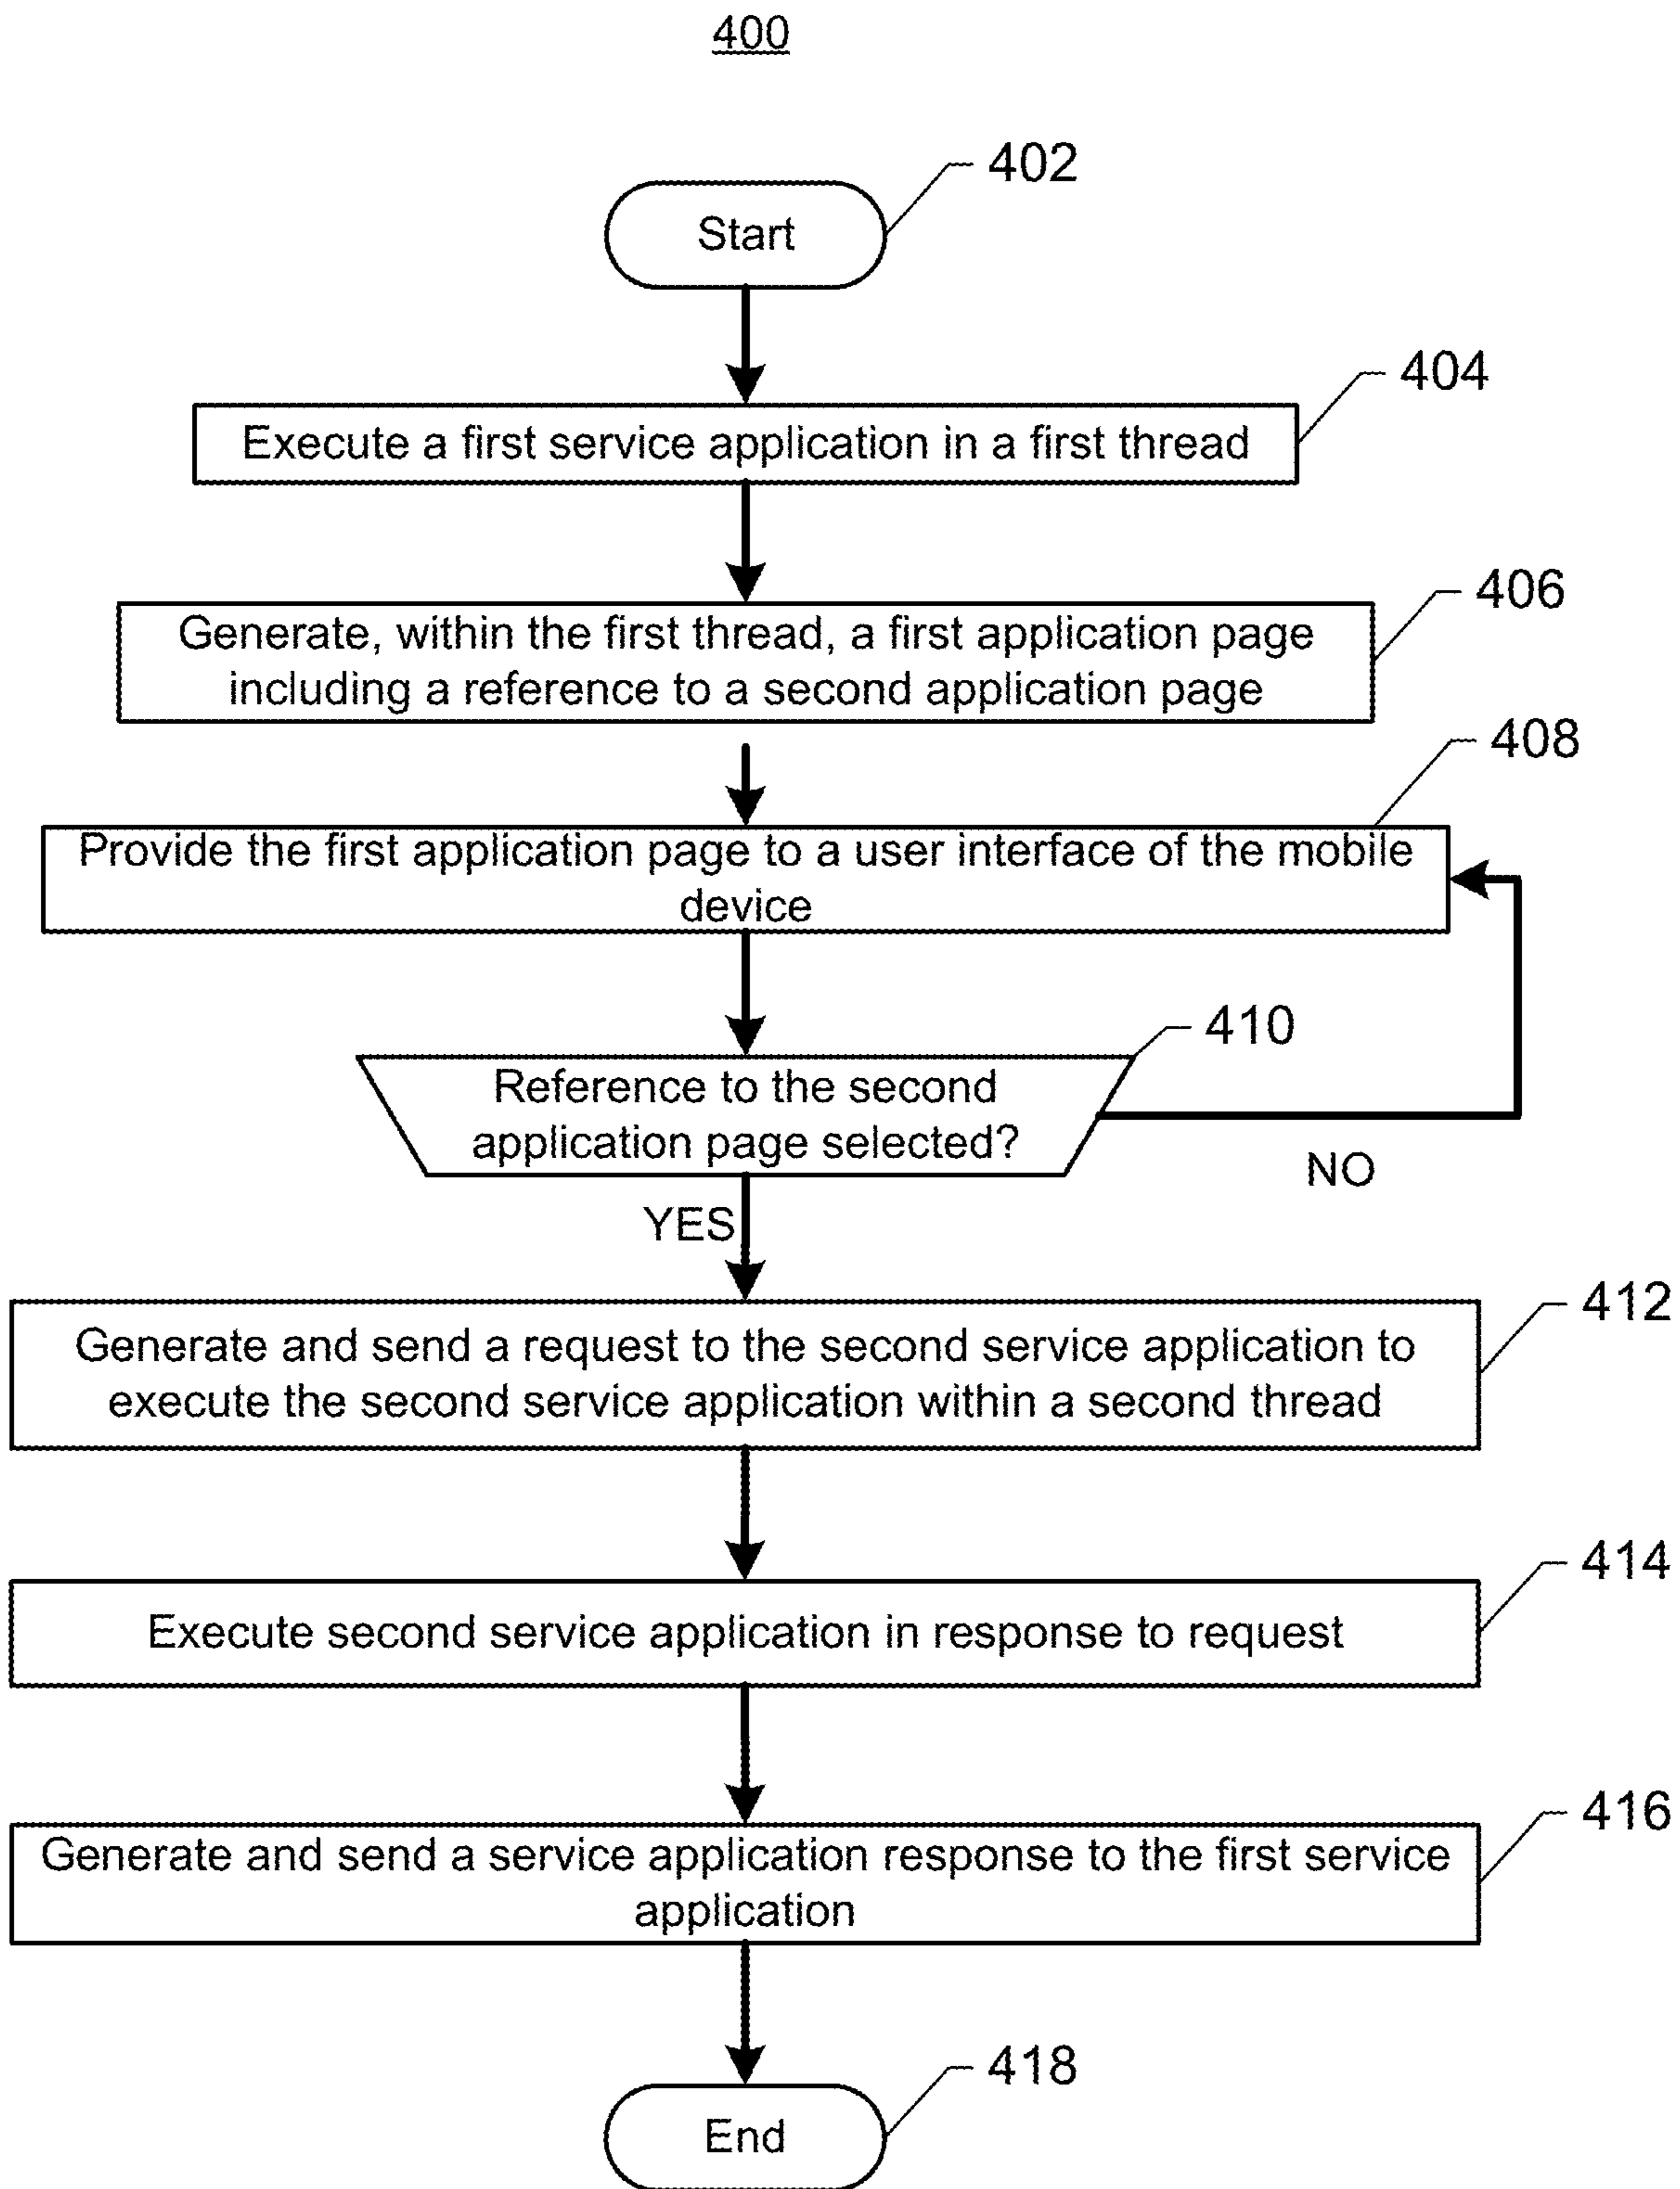 400
402
Start
404
Execute a first service application in a first thread
406
Generate, within the first thread, a first application page
including a reference to a second application page
408
Provide the first application page to a user interface of the mobile
device
410
Reference to the second
application page selected?
NO
YES
412
Generate and send a request to the second service application to
execute the second service application within a second thread
414
Execute second service application in response to request
416
Generate and send a service application response to the first service
application
418
End